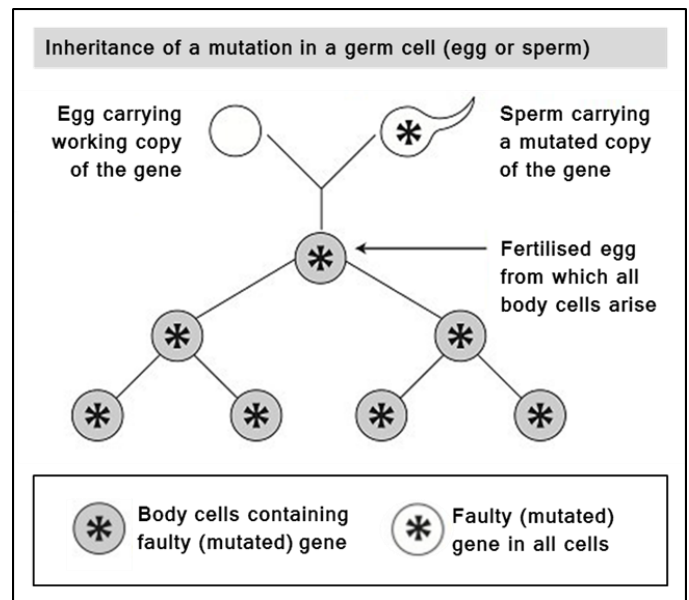 Inheritance of a mutation in a germ cell (egg or sperm)
Egg carrying
working copy
of the gene
Sperm carrying
a mutated copy
of the gene
Fertilised egg
from which all
body cells arise
Body cells containing
faulty (mutated) gene
Faulty (mutated)
gene in all cells